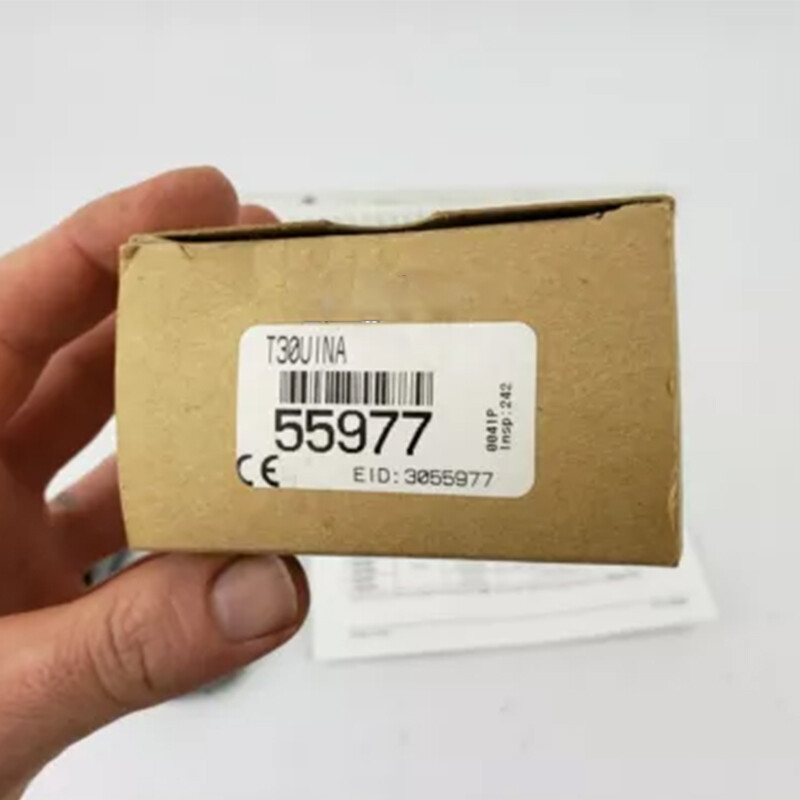 T30UINA
55977
CE
EID:3055977
0041P
Insp:242